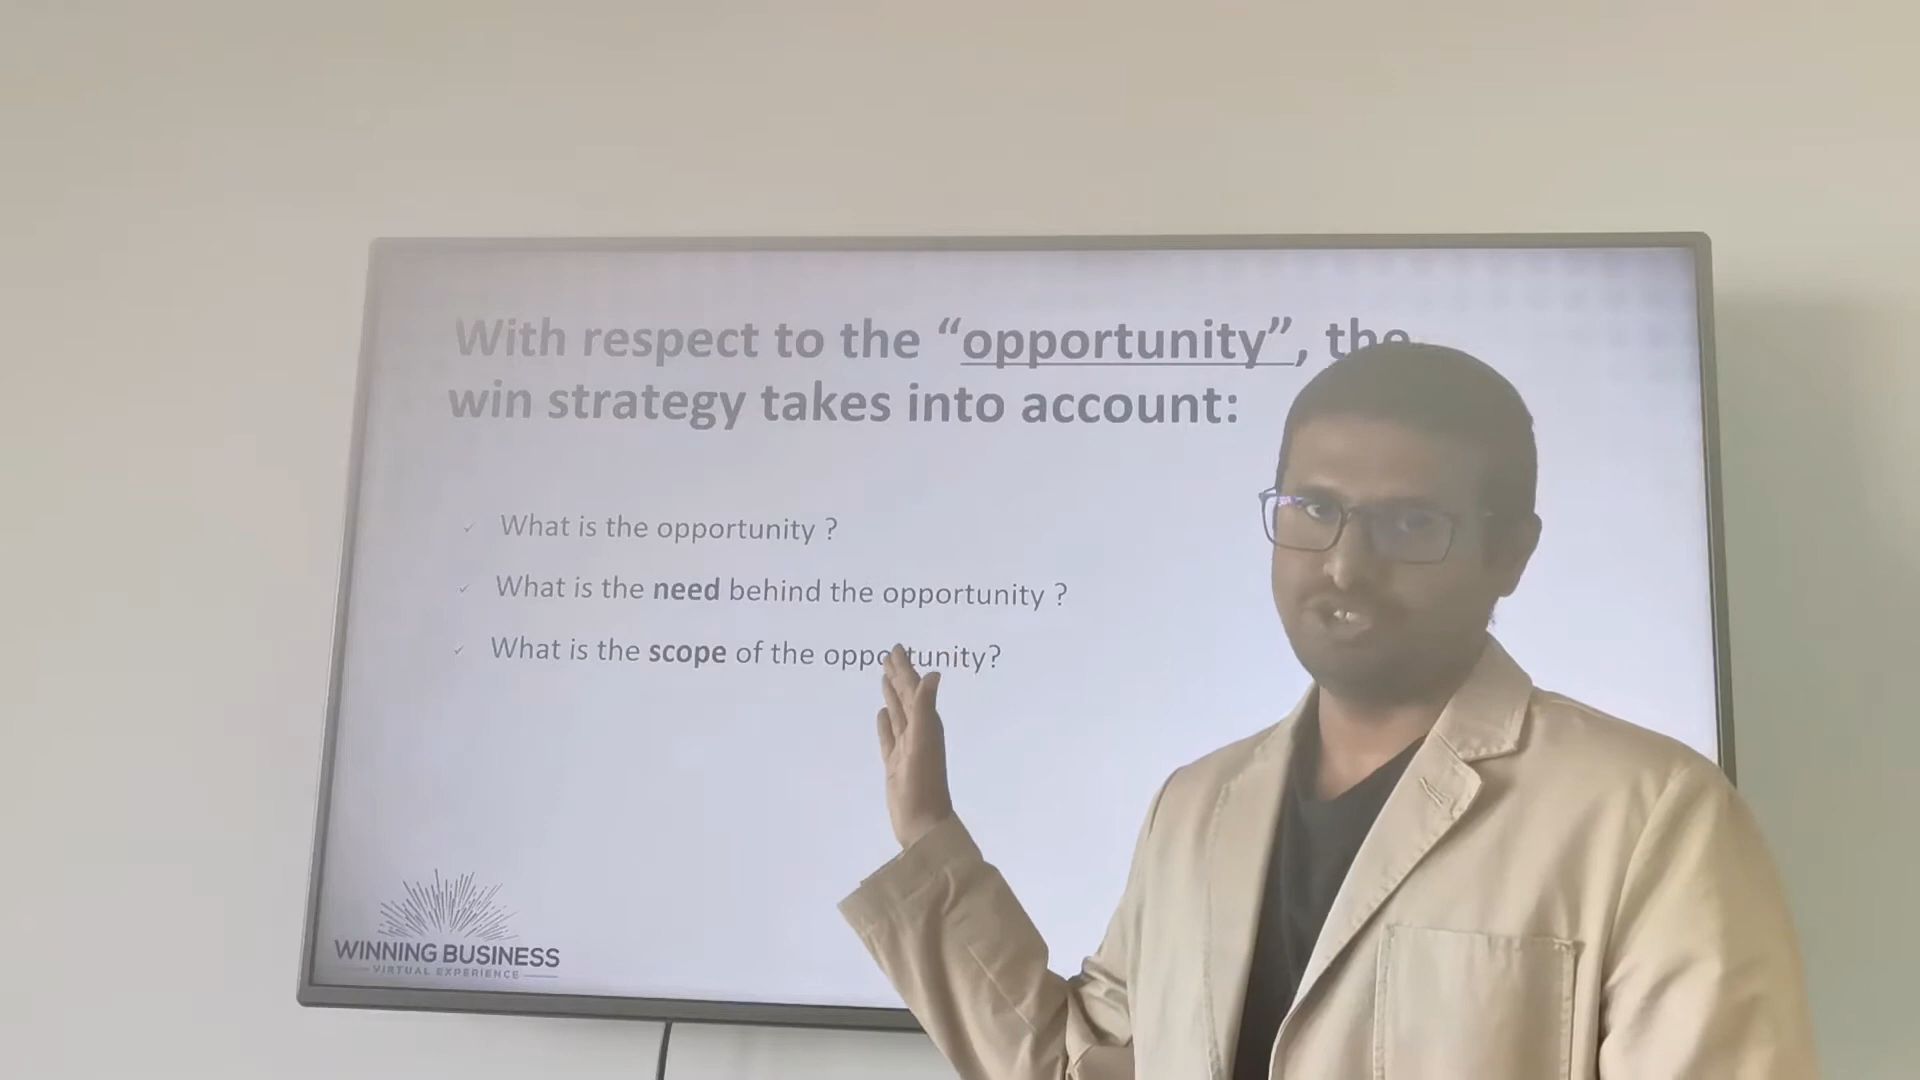 With respect to the “opportunity”, the
win strategy takes into account:
What is the opportunity ?
What is the need behind the opportunity ?
What is the scope of the opportunity?
WINNING BUSINESS
VIRTUAL EXPERIENCE